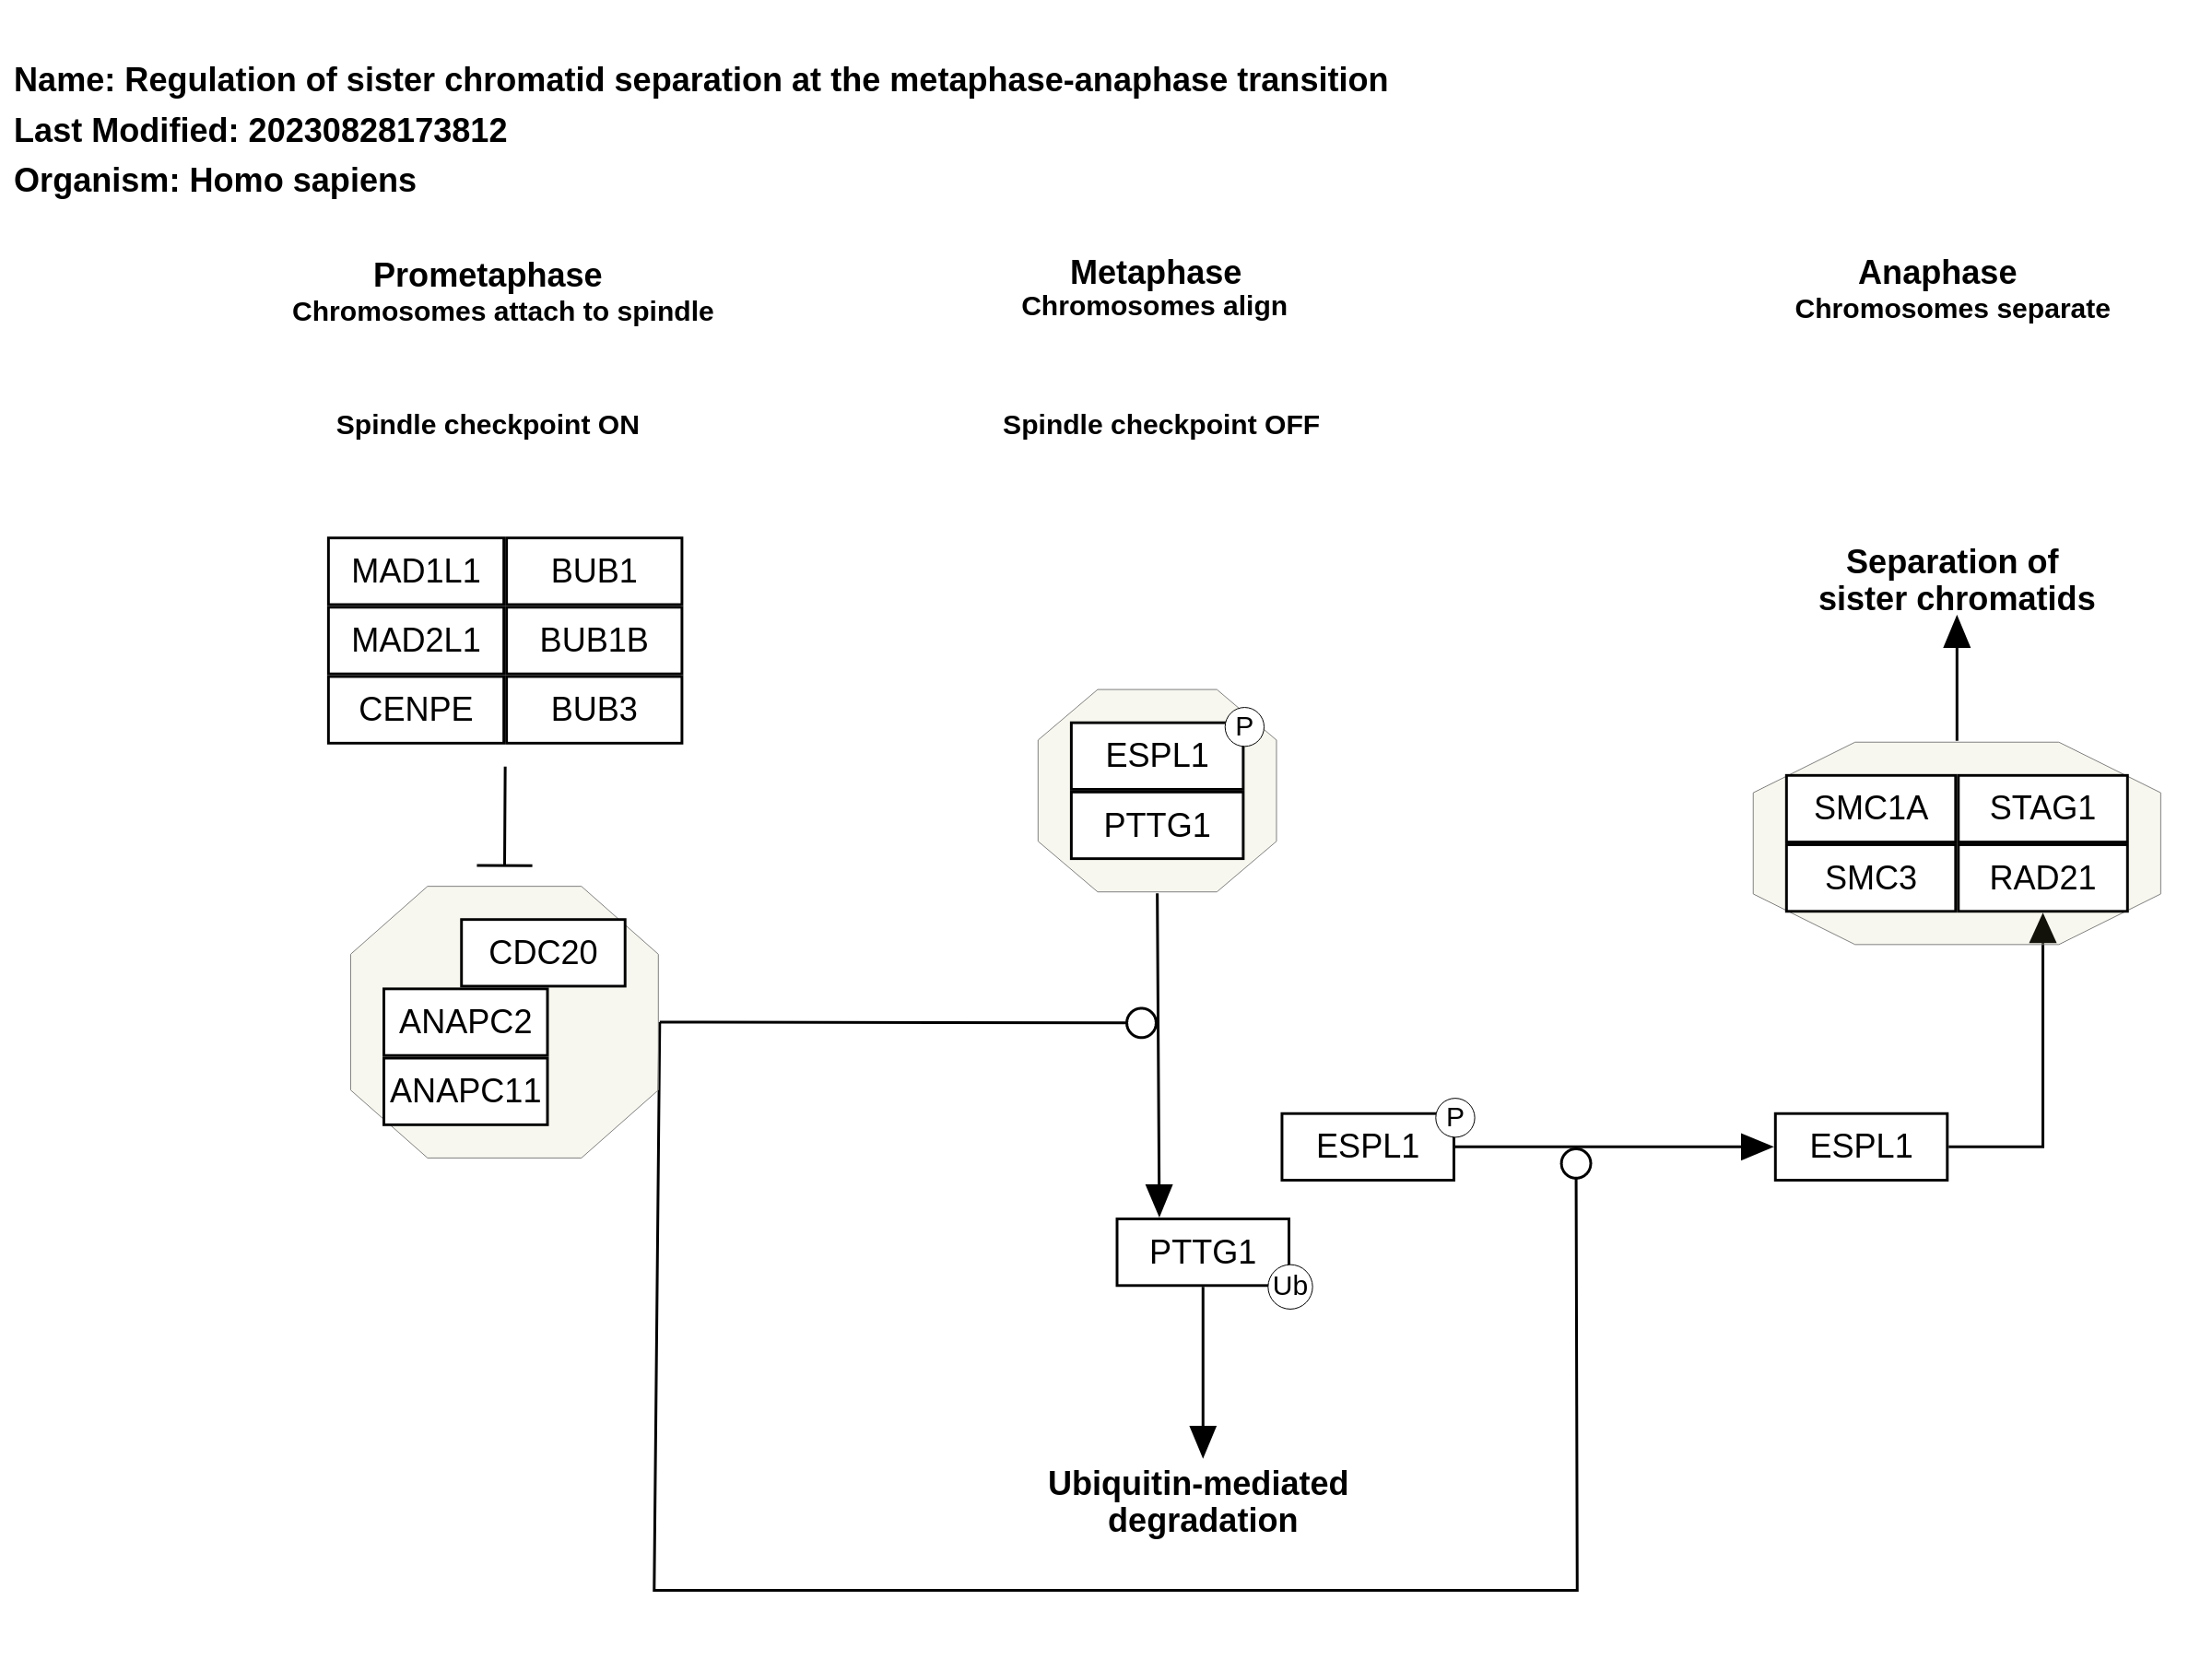 Name: Regulation of sister chromatid separation at the metaphase-anaphase transition
Last Modified: 20230828173812
Organism: Homo sapiens
Prometaphase
Chromosomes attach to spindle
Metaphase
Chromosomes align
Anaphase
Chromosomes separate
Spindle checkpoint ON
Spindle checkpoint OFF
MAD1L1
BUB1
MAD2L1
BUB1B
CENPE
BUB3
CDC20
ANAPC2
ANAPC11
P
ESPL1
PTTG1
Separation of
sister chromatids
SMC1A
STAG1
SMC3
RAD21
P
ESPL1
ESPL1
PTTG1
Ub
Ubiquitin-mediated
degradation